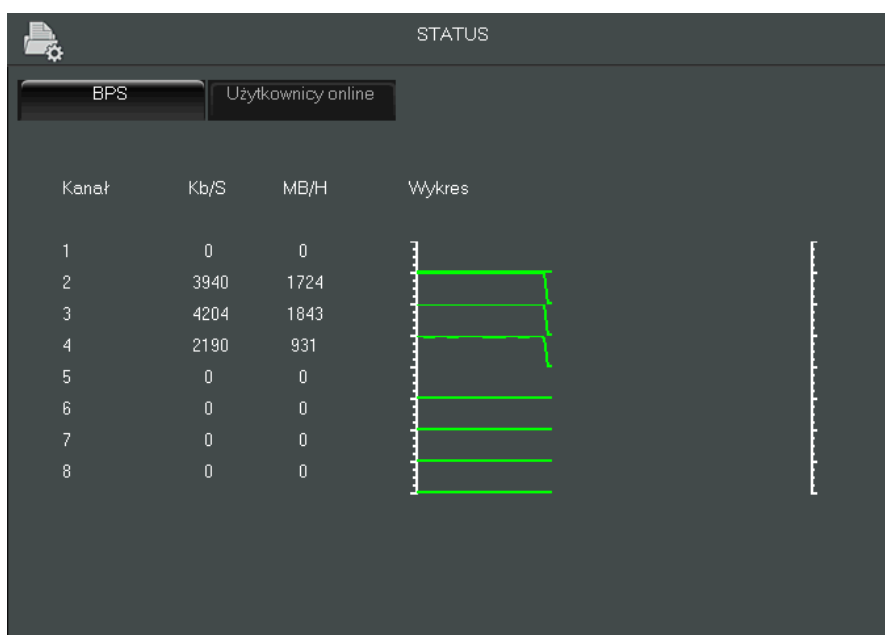 STATUS
BPS Użytkownicy online
Kanał Kb/S MB/H Wykres
1 0 0
2 3940 1724
3 4204 1843
4 2190 931
5 0 0
6 0 0
7 0 0
8 0 0